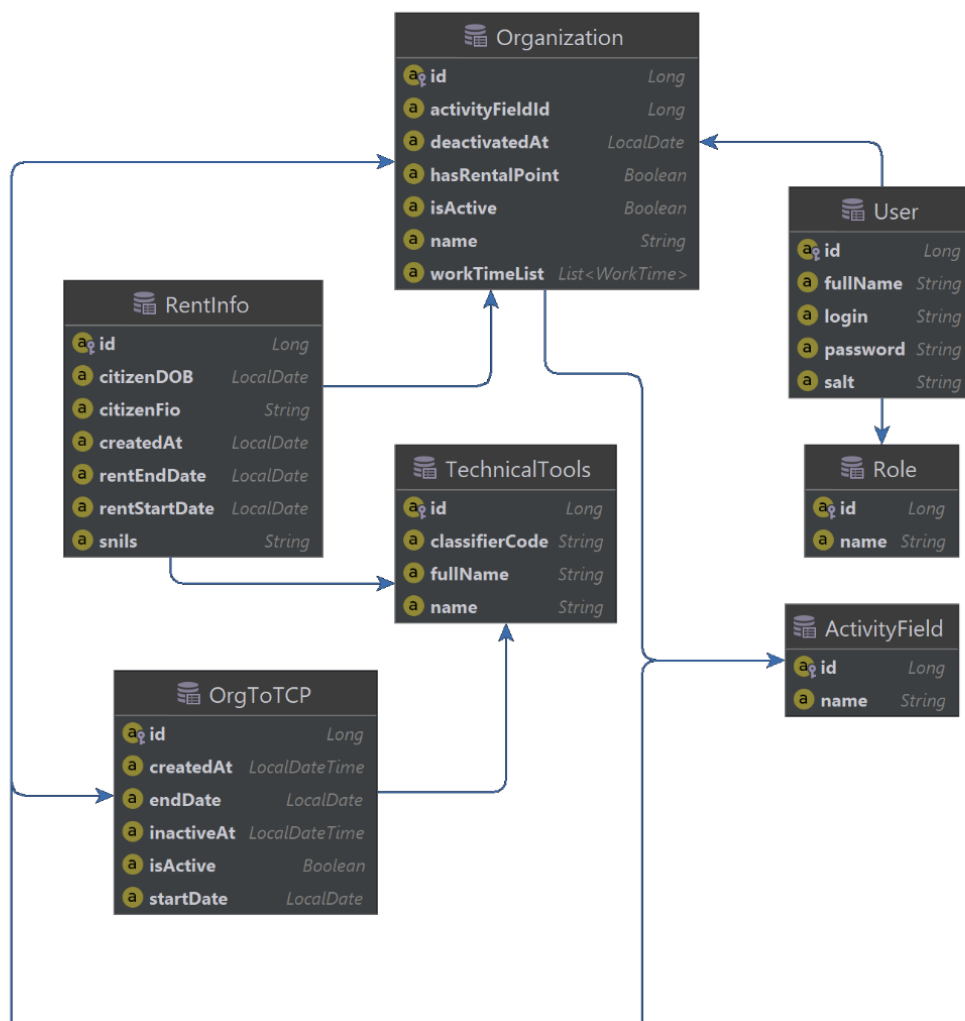 Organization
id Long
activityFieldId Long
deactivatedAt LocalDate
hasRentalPoint Boolean
isActive Boolean
name String
workTimeList List<WorkTime>
User
id Long
fullName String
login String
password String
salt String
RentInfo
id Long
citizenDOB LocalDate
citizenFio String
createdAt LocalDate
rentEndDate LocalDate
rentStartDate LocalDate
snils String
TechnicalTools
id Long
classifierCode String
fullName String
name String
Role
id Long
name String
ActivityField
id Long
name String
OrgToTCP
id Long
createdAt LocalDateTime
endDate LocalDate
inactiveAt LocalDateTime
isActive Boolean
startDate LocalDate